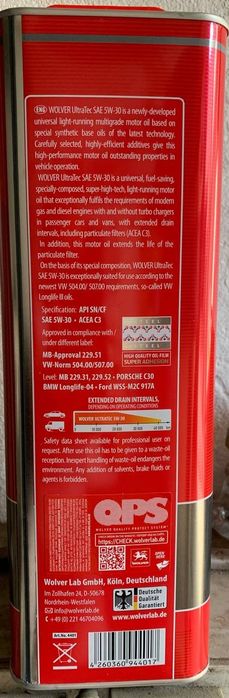 ENG WOLVER UltraTec SAE 5W-30 is a newly-developed
universal light-running multigrade motor oil based on
special synthetic base oils of the latest technology.
Carefully selected, highly-efficient additives give this
high-performance motor oil outstanding properties in
vehicle operation.
WOLVER UltraTec SAE 5W-30 is a universal, fuel-saving,
specially-composed, super-high-tech, light-running motor
oil that exceptionally fulfils the requirements of modern
gas and diesel engines with and without turbo chargers
in passenger cars and vans, with extended drain
intervals, including particulate filters (ACEA C3).
In addition, this motor oil extends the life of the
particulate filter.
On the basis of its special composition, WOLVER UltraTec
SAE 5W-30 is exceptionally suited for use according to the
newest VW 504.00/ 507.00 requirements, so-called VW
Longlife III oils.
Specification: API SN/CF
SAE 5W-30 • ACEA C3
Approved in compliance with /
under different label:
MB-Approval 229.51
VW-Norm 504.00/507.00
STEEL
STEEL
HIGH QUALITY OIL FILM
SUPER ADHESION
Level: MB 229.31, 229.52 • PORSCHE C30
BMW Longlife-04 • Ford WSS-M2C 917A
EXTENDED DRAIN INTERVALS,
DEPENDING ON OPERATING CONDITIONS
WOLVER ULTRATEC 5W-30
Safety data sheet available for professional user on
request. After use this oil has to be given to a waste-oil
reception. Inexpert handling of waste-oil endangers the
environment. Any addition of solvents, brake fluids or
agents is forbidden.
OPS
WOLVER QUALITY PROTECT SYSTEM
https://CHECK.wolverlab.de
WOLVER
OPEN
Wolver Lab GmbH, Köln, Deutschland
Im Zollhafen 24, D-50678
Nordrhein-Westfalen
info@wolverlab.de
+49 (0) 221 46704096
Deutsche
Qualität
Garantiert
www.wolverlab.de
Art.No. 4401
4 260360 944017